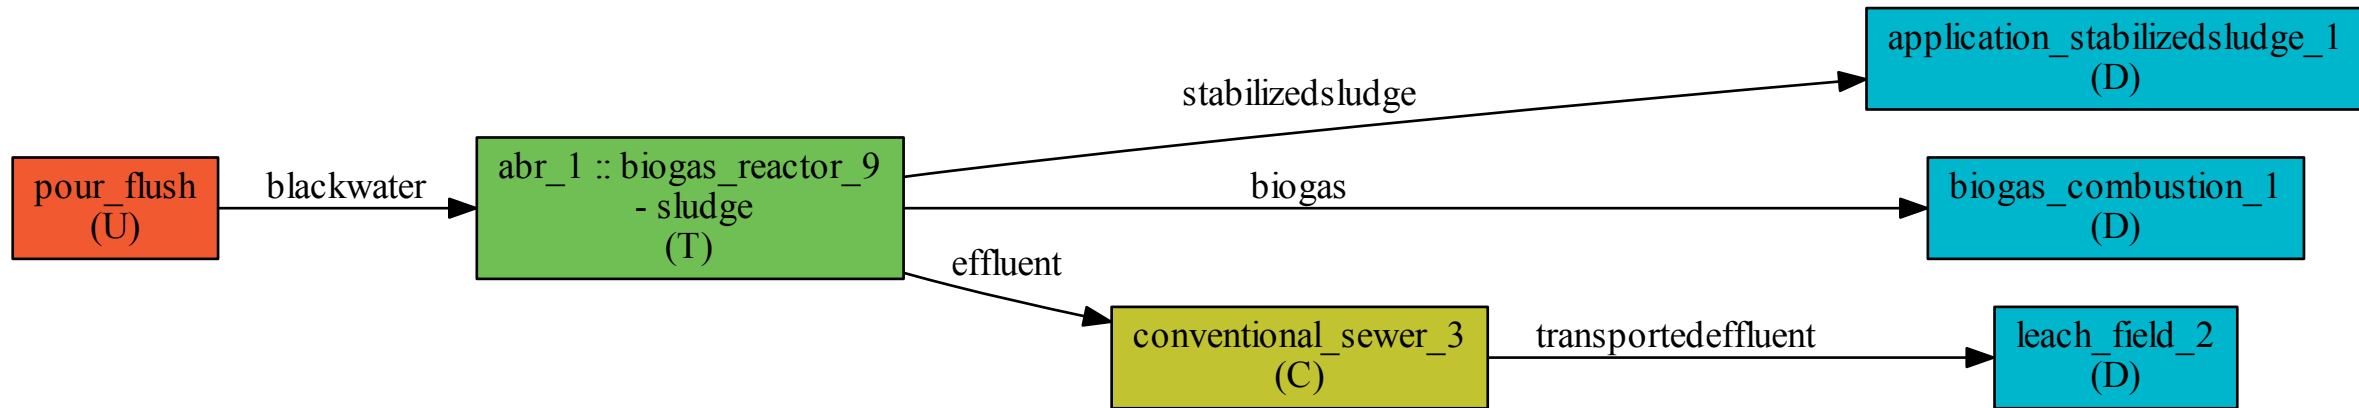 pour_flush
(U)
blackwater
abr_1 :: biogas_reactor_9
- sludge
(T)
stabilizedsludge
application_stabilizedsludge_1
(D)
biogas
biogas_combustion_1
(D)
effluent
conventional_sewer_3
(C)
transportedeffluent
leach_field_2
(D)